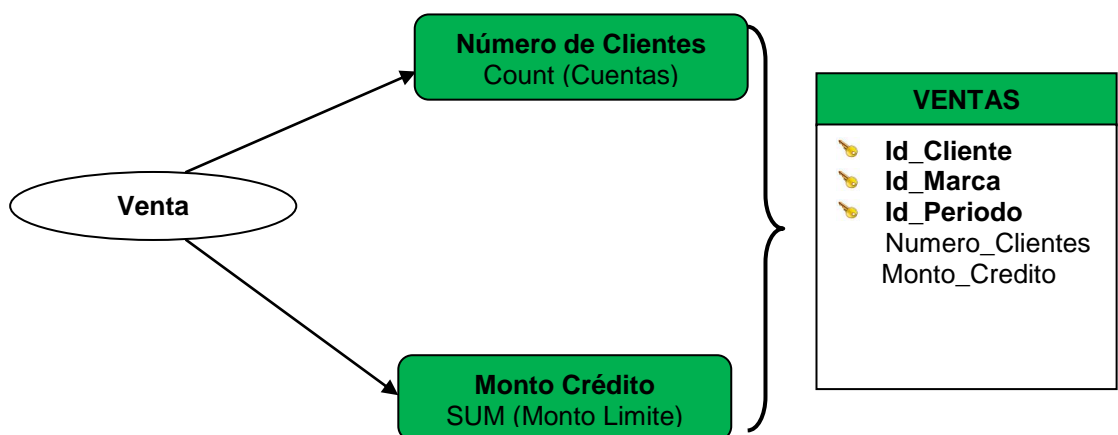 Número de Clientes
Count (Cuentas)
Venta
Monto Crédito
SUM (Monto Limite)
VENTAS
Id_Cliente
Id_Marca
Id_Periodo
Numero_Clientes
Monto_Credito